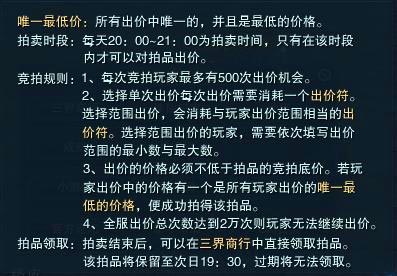 唯一最低价：所有出价中唯一的，并且是最低的价格。
拍卖时段：每天20：00~21：00为拍卖时间，只有在该时段
内才可以对拍品出价。
竞拍规则：1、每次竞拍玩家最多有500次出价机会。
2、选择单次出价每次出价需要消耗一个出价符。
选择范围出价，会消耗与玩家出价范围相当的出
价符。选择范围出价的玩家，需要依次填写出价
范围的最小数与最大数。
3、出价的价格必须不低于拍品的竞拍底价。若玩
家出价中的价格有一个是所有玩家出价的唯一最
低的价格，便成功拍得该拍品。
4、全服出价总次数达到2万次则玩家无法继续出价。
拍品领取：拍卖结束后，可以在三界商行中直接领取拍品。
该拍品将保留至次日19：30，过期将无法领取。